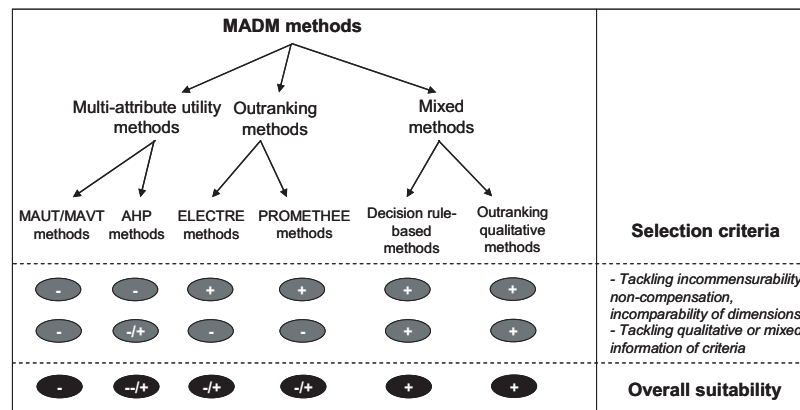 MADM methods
Multi-attribute utility
methods
Outranking
methods
Mixed
methods
MAUT/MAVT
methods
AHP
methods
ELECTRE
methods
PROMETHEE
methods
Decision rule-
based
methods
Outranking
qualitative
methods
Selection criteria
- - + + + +
- Tackling incommensurability
non-compensation,
incomparability of dimensions
- -/+ - - + +
- Tackling qualitative or mixed
information of criteria
- --/+ -/+ -/+ + +
Overall suitability